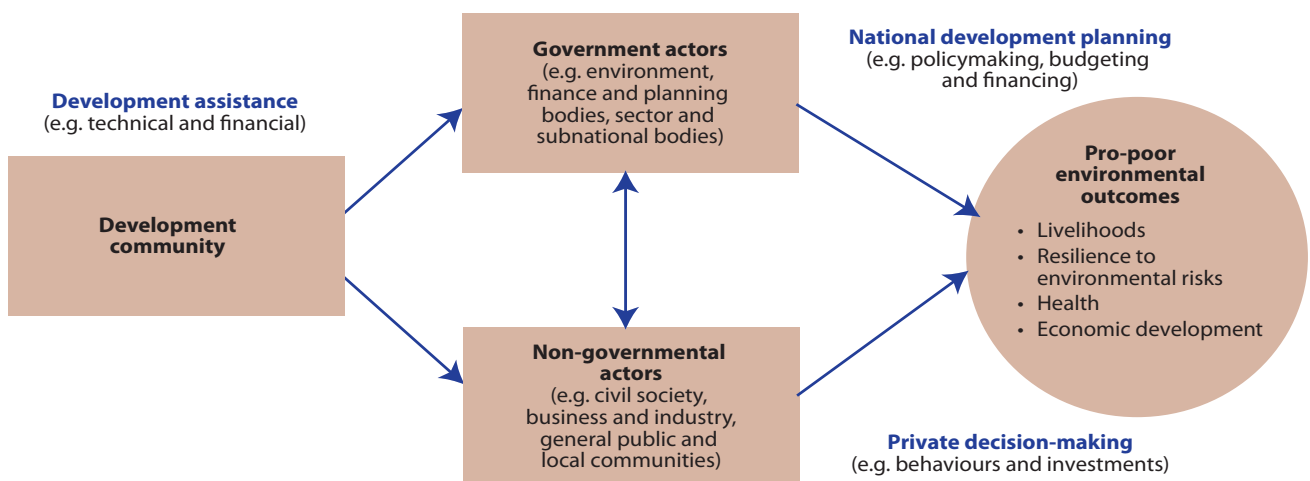 Development assistance
(e.g. technical and financial)
Development
community
Government actors
(e.g. environment,
finance and planning
bodies, sector and
subnational bodies)
Non-governmental
actors
(e.g. civil society,
business and industry,
general public and
local communities)
National development planning
(e.g. policymaking, budgeting
and financing)
Pro-poor
environmental
outcomes
• Livelihoods
• Resilience to
environmental risks
• Health
• Economic development
Private decision-making
(e.g. behaviours and investments)